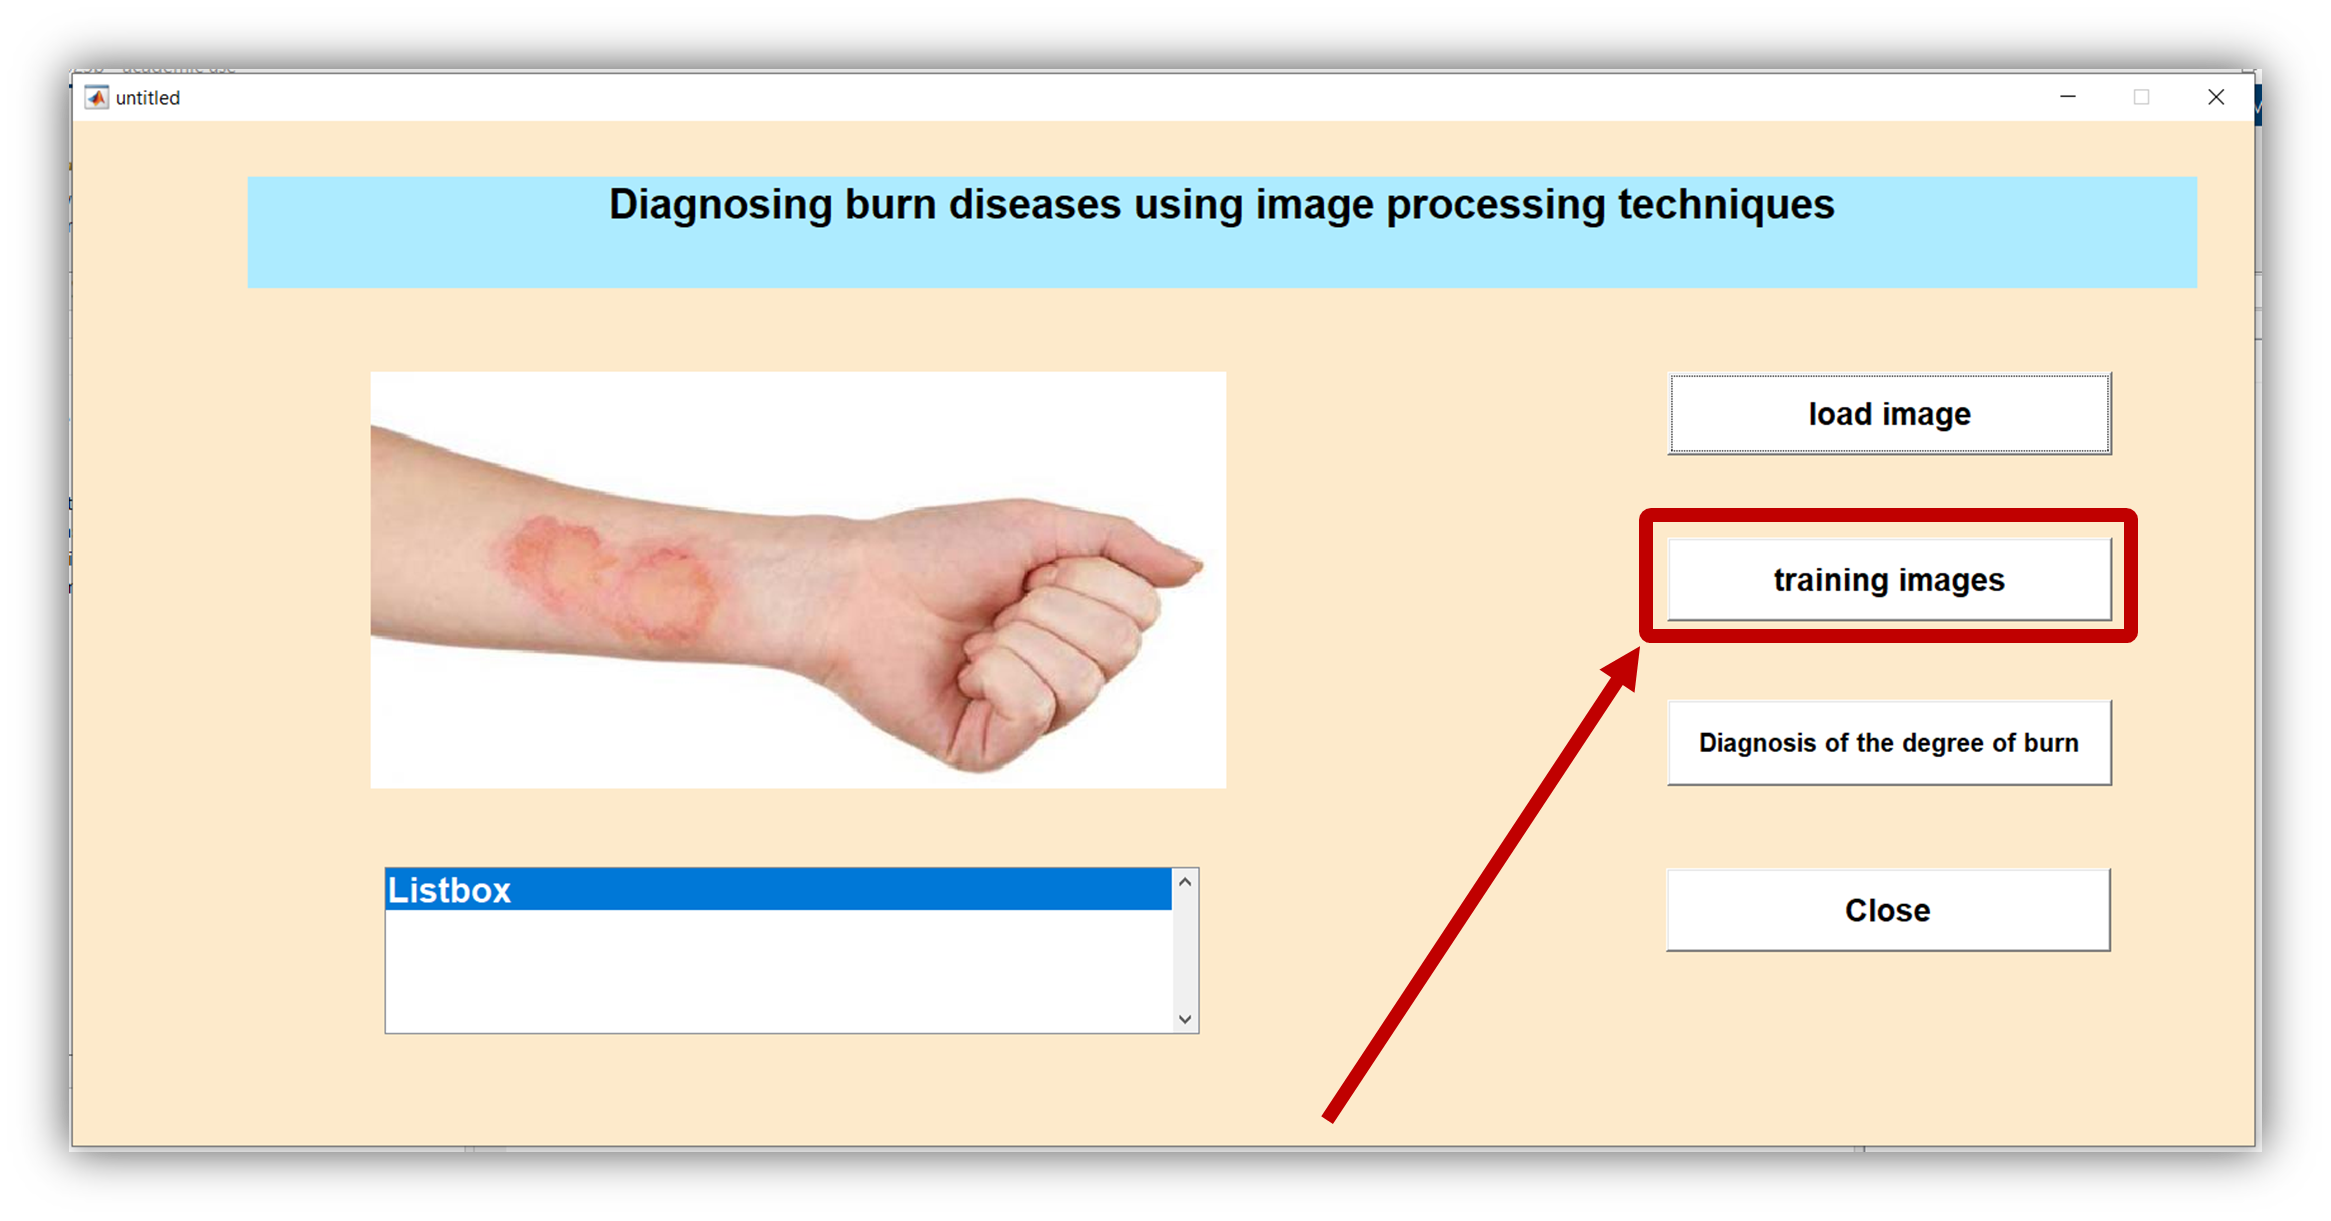 untitled
Diagnosing burn diseases using image processing techniques
load image
training images
Diagnosis of the degree of burn
Listbox
Close